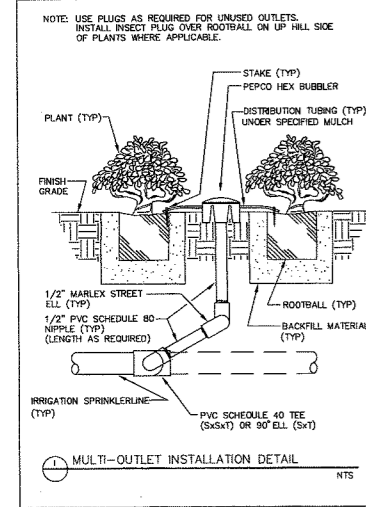 NOTE: USE PLUGS AS REQUIRED FOR UNUSED OUTLETS.
INSTALL INSECT PLUG OVER ROOTBALL ON UP HILL SIDE
OF PLANTS WHERE APPLICABLE.
STAKE (TYP)
PEPCO HEX BUBBLER
PLANT (TYP)
DISTRIBUTION TUBING (TYP)
UNDER SPECIFIED MULCH
FINISH
GRADE
1/2" MARLEX STREET
ELL (TYP)
1/2" PVC SCHEDULE 80
NIPPLE (TYP)
(LENGTH AS REQUIRED)
ROOTBALL (TYP)
BACKFILL MATERIAL
(TYP)
IRRIGATION SPRINKLERLINE
(TYP)
PVC SCHEDULE 40 TEE
(SxSxT) OR 90° ELL (SxT)
1 MULTI-OUTLET INSTALLATION DETAIL
NTS